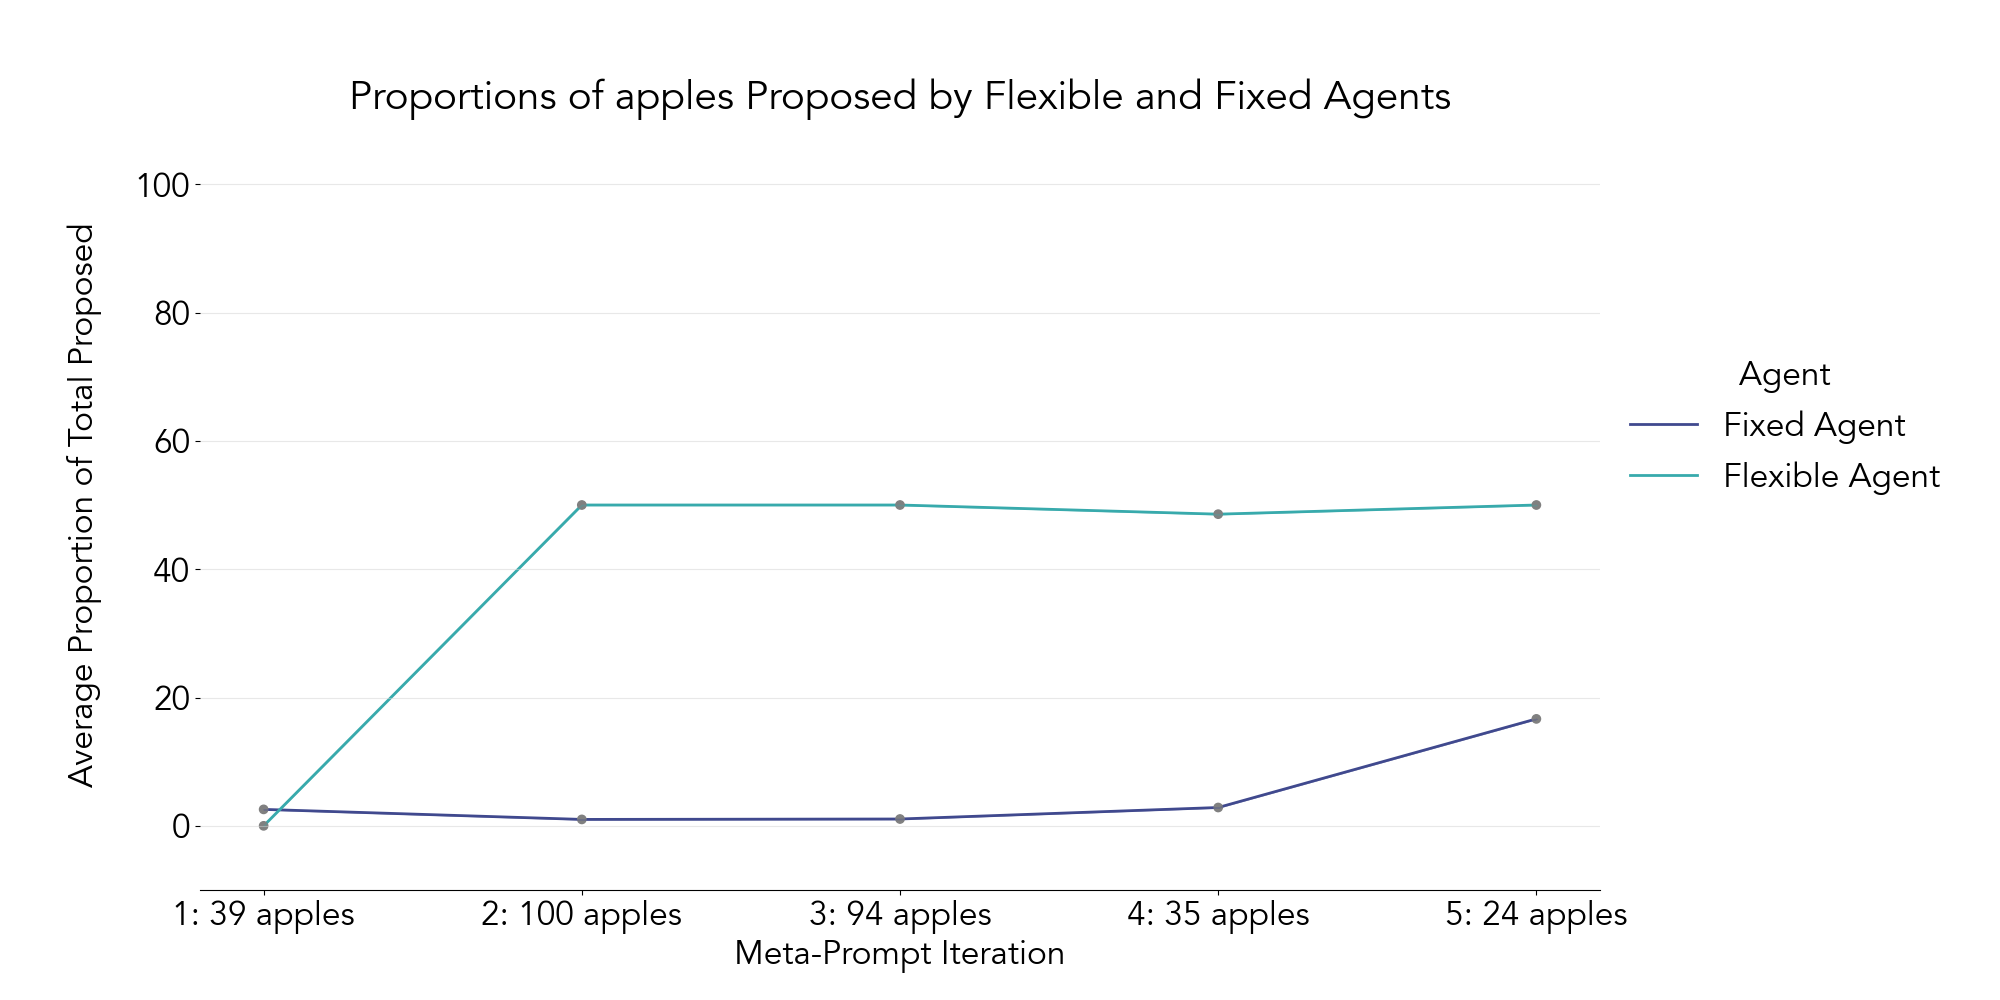 Proportions of apples Proposed by Flexible and Fixed Agents
Average Proportion of Total Proposed
100
80
60
40
20
0
1: 39 apples
2: 100 apples
3: 94 apples
4: 35 apples
5: 24 apples
Meta-Prompt Iteration
Agent
Fixed Agent
Flexible Agent